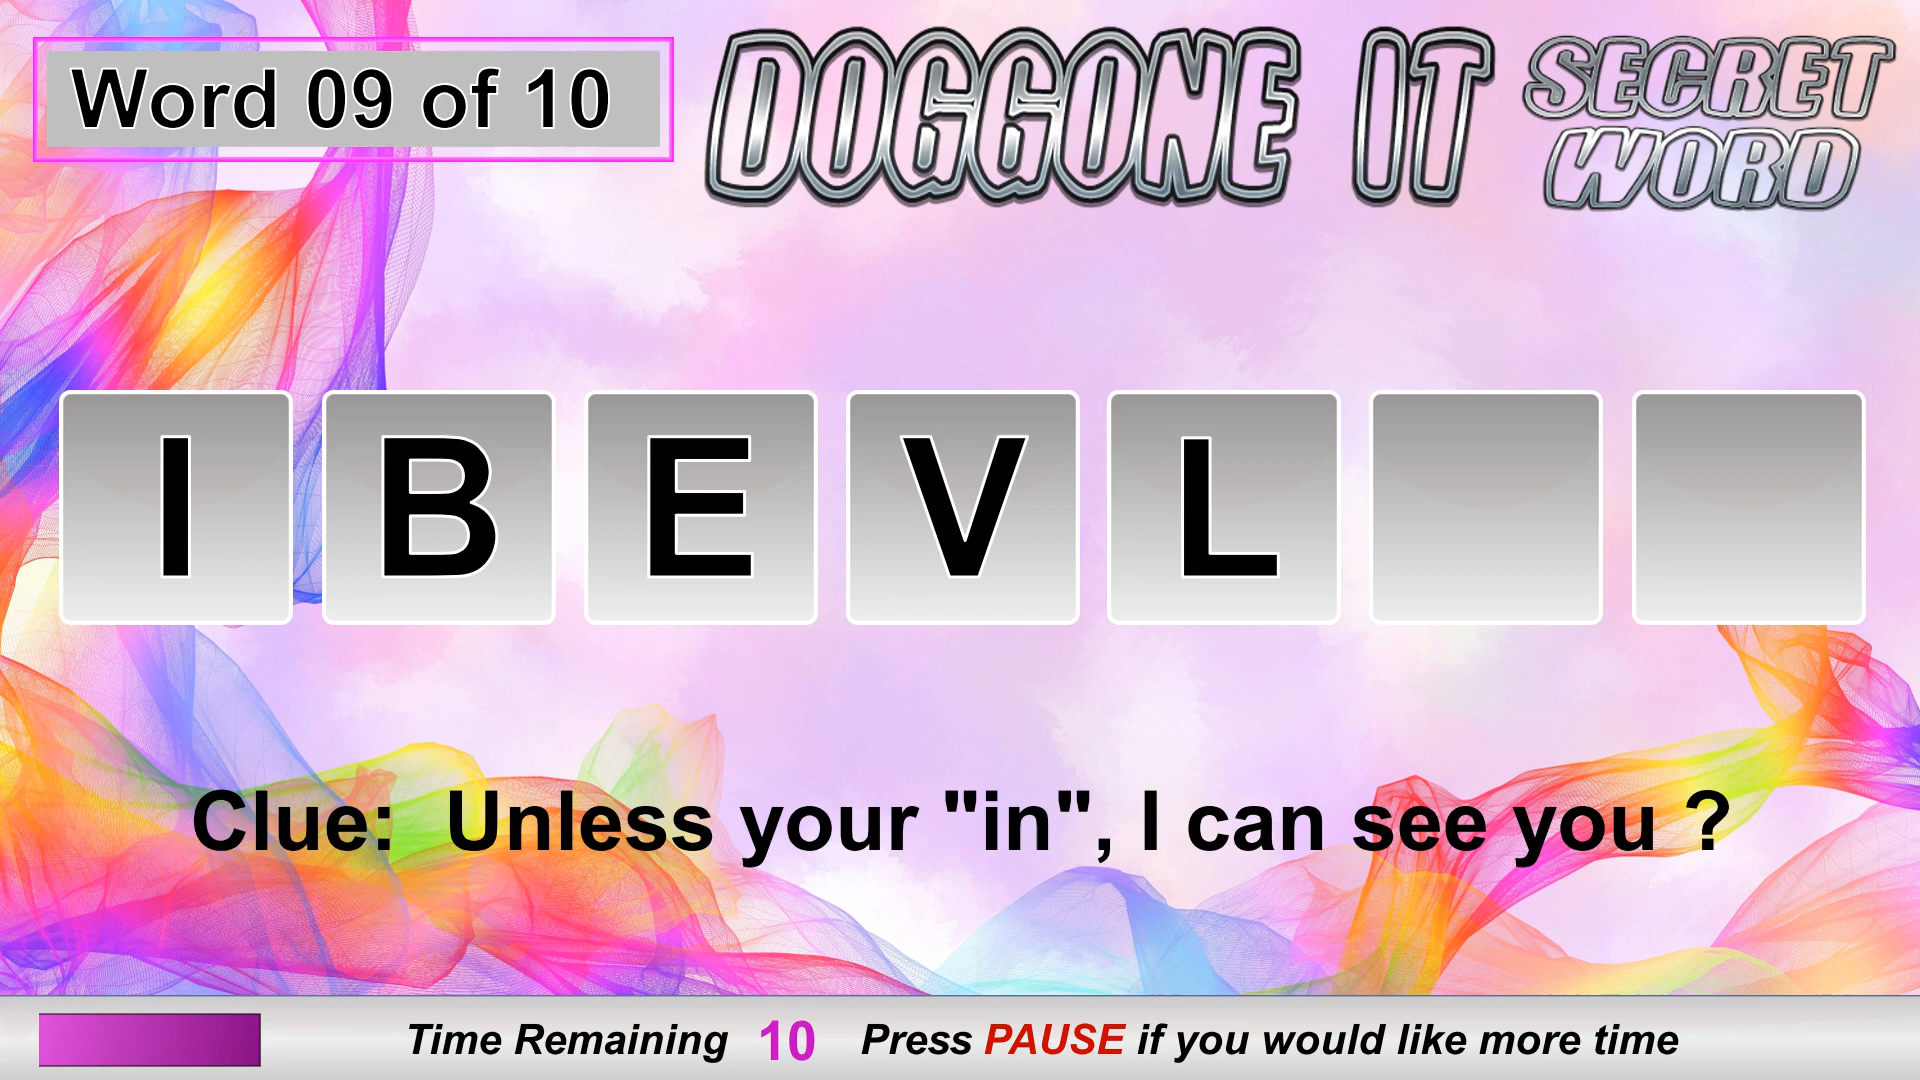 Word 09 of 10
DOGGONE IT
SECRET
WORD
I B E V L
Clue: Unless your "in", I can see you ?
Time Remaining 10 Press PAUSE if you would like more time